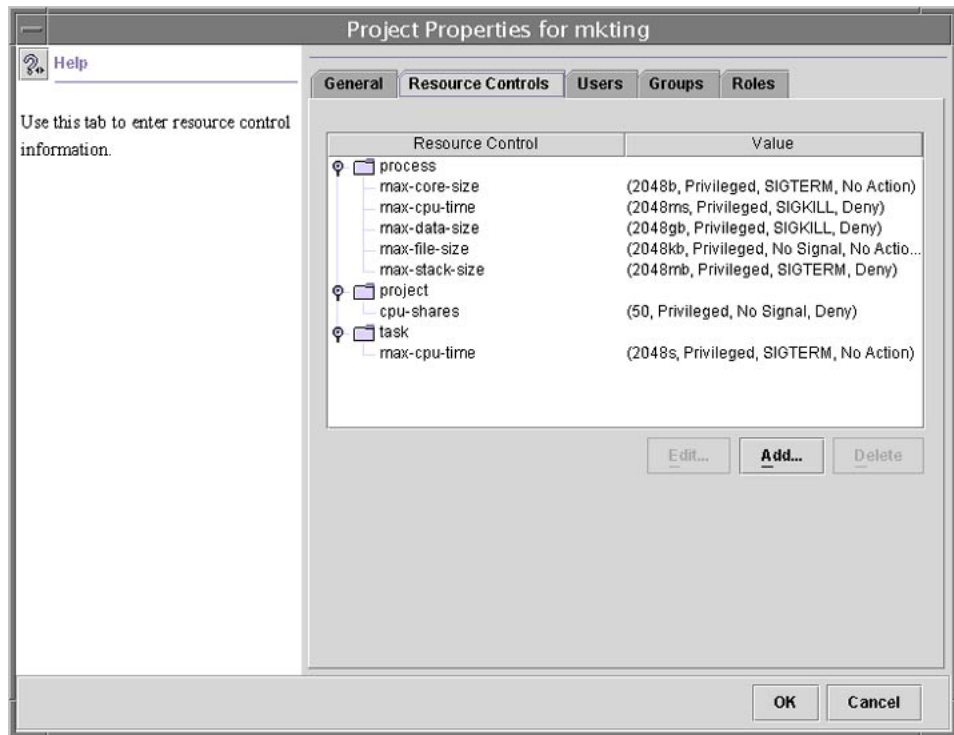 Project Properties for mkting
Help
Use this tab to enter resource control
information.
General Resource Controls Users Groups Roles
Resource Control Value
process
max-core-size (2048b, Privileged, SIGTERM, No Action)
max-cpu-time (2048ms, Privileged, SIGKILL, Deny)
max-data-size (2048gb, Privileged, SIGKILL, Deny)
max-file-size (2048kb, Privileged, No Signal, No Actio...
max-stack-size (2048mb, Privileged, SIGTERM, Deny)
project
cpu-shares (50, Privileged, No Signal, Deny)
task
max-cpu-time (2048s, Privileged, SIGTERM, No Action)
Edit... Add... Delete
OK Cancel